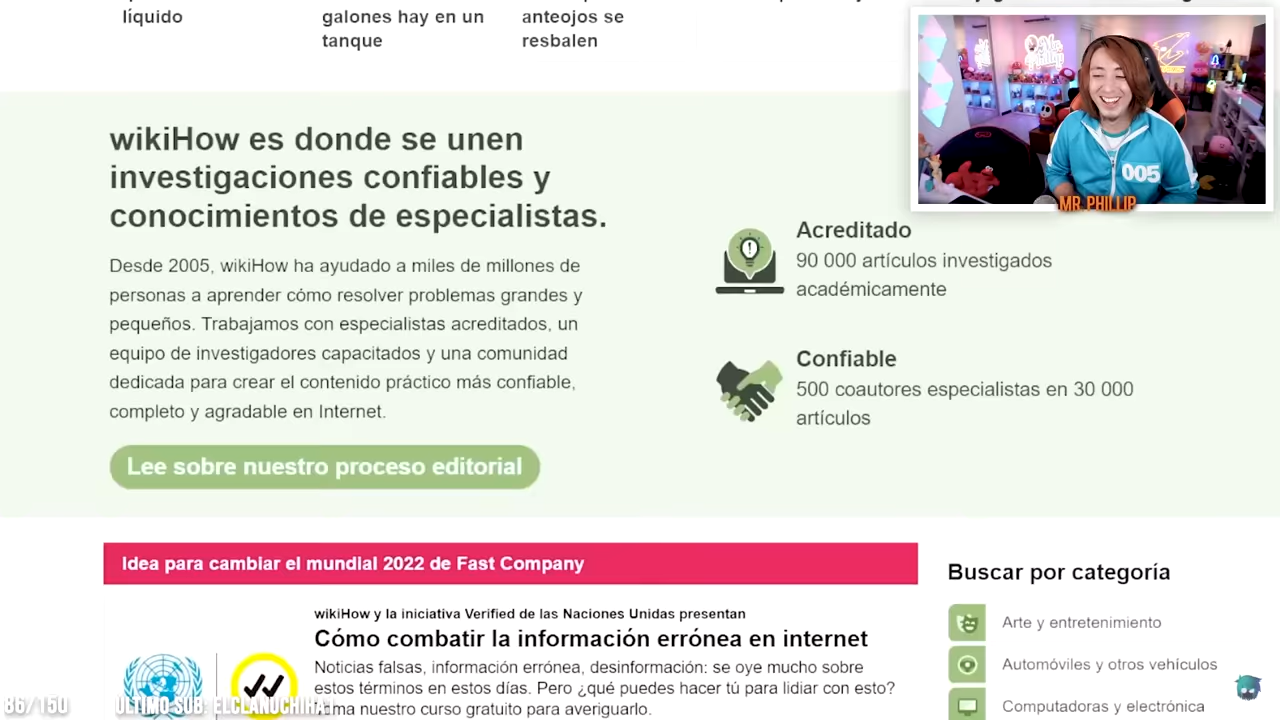 líquido
galones hay en un
tanque
anteojos se
resbalen
wikiHow es donde se unen
investigaciones confiables y
conocimientos de especialistas.
Desde 2005, wikiHow ha ayudado a miles de millones de
personas a aprender cómo resolver problemas grandes y
pequeños. Trabajamos con especialistas acreditados, un
equipo de investigadores capacitados y una comunidad
dedicada para crear el contenido práctico más confiable,
completo y agradable en Internet.
Lee sobre nuestro proceso editorial
005
MR. PHILLIP
Acreditado
90 000 artículos investigados
académicamente
Confiable
500 coautores especialistas en 30 000
artículos
Idea para cambiar el mundial 2022 de Fast Company
wikiHow y la iniciativa Verified de las Naciones Unidas presentan
Cómo combatir la información errónea en internet
Noticias falsas, información errónea, desinformación: se oye mucho sobre
estos términos en estos días. Pero ¿qué puedes hacer tú para lidiar con esto?
nuestro curso gratuito para averiguarlo.
Buscar por categoría
Arte y entretenimiento
Automóviles y otros vehículos
Computadoras y electrónica
86/150
ÚLTIMO SUB: